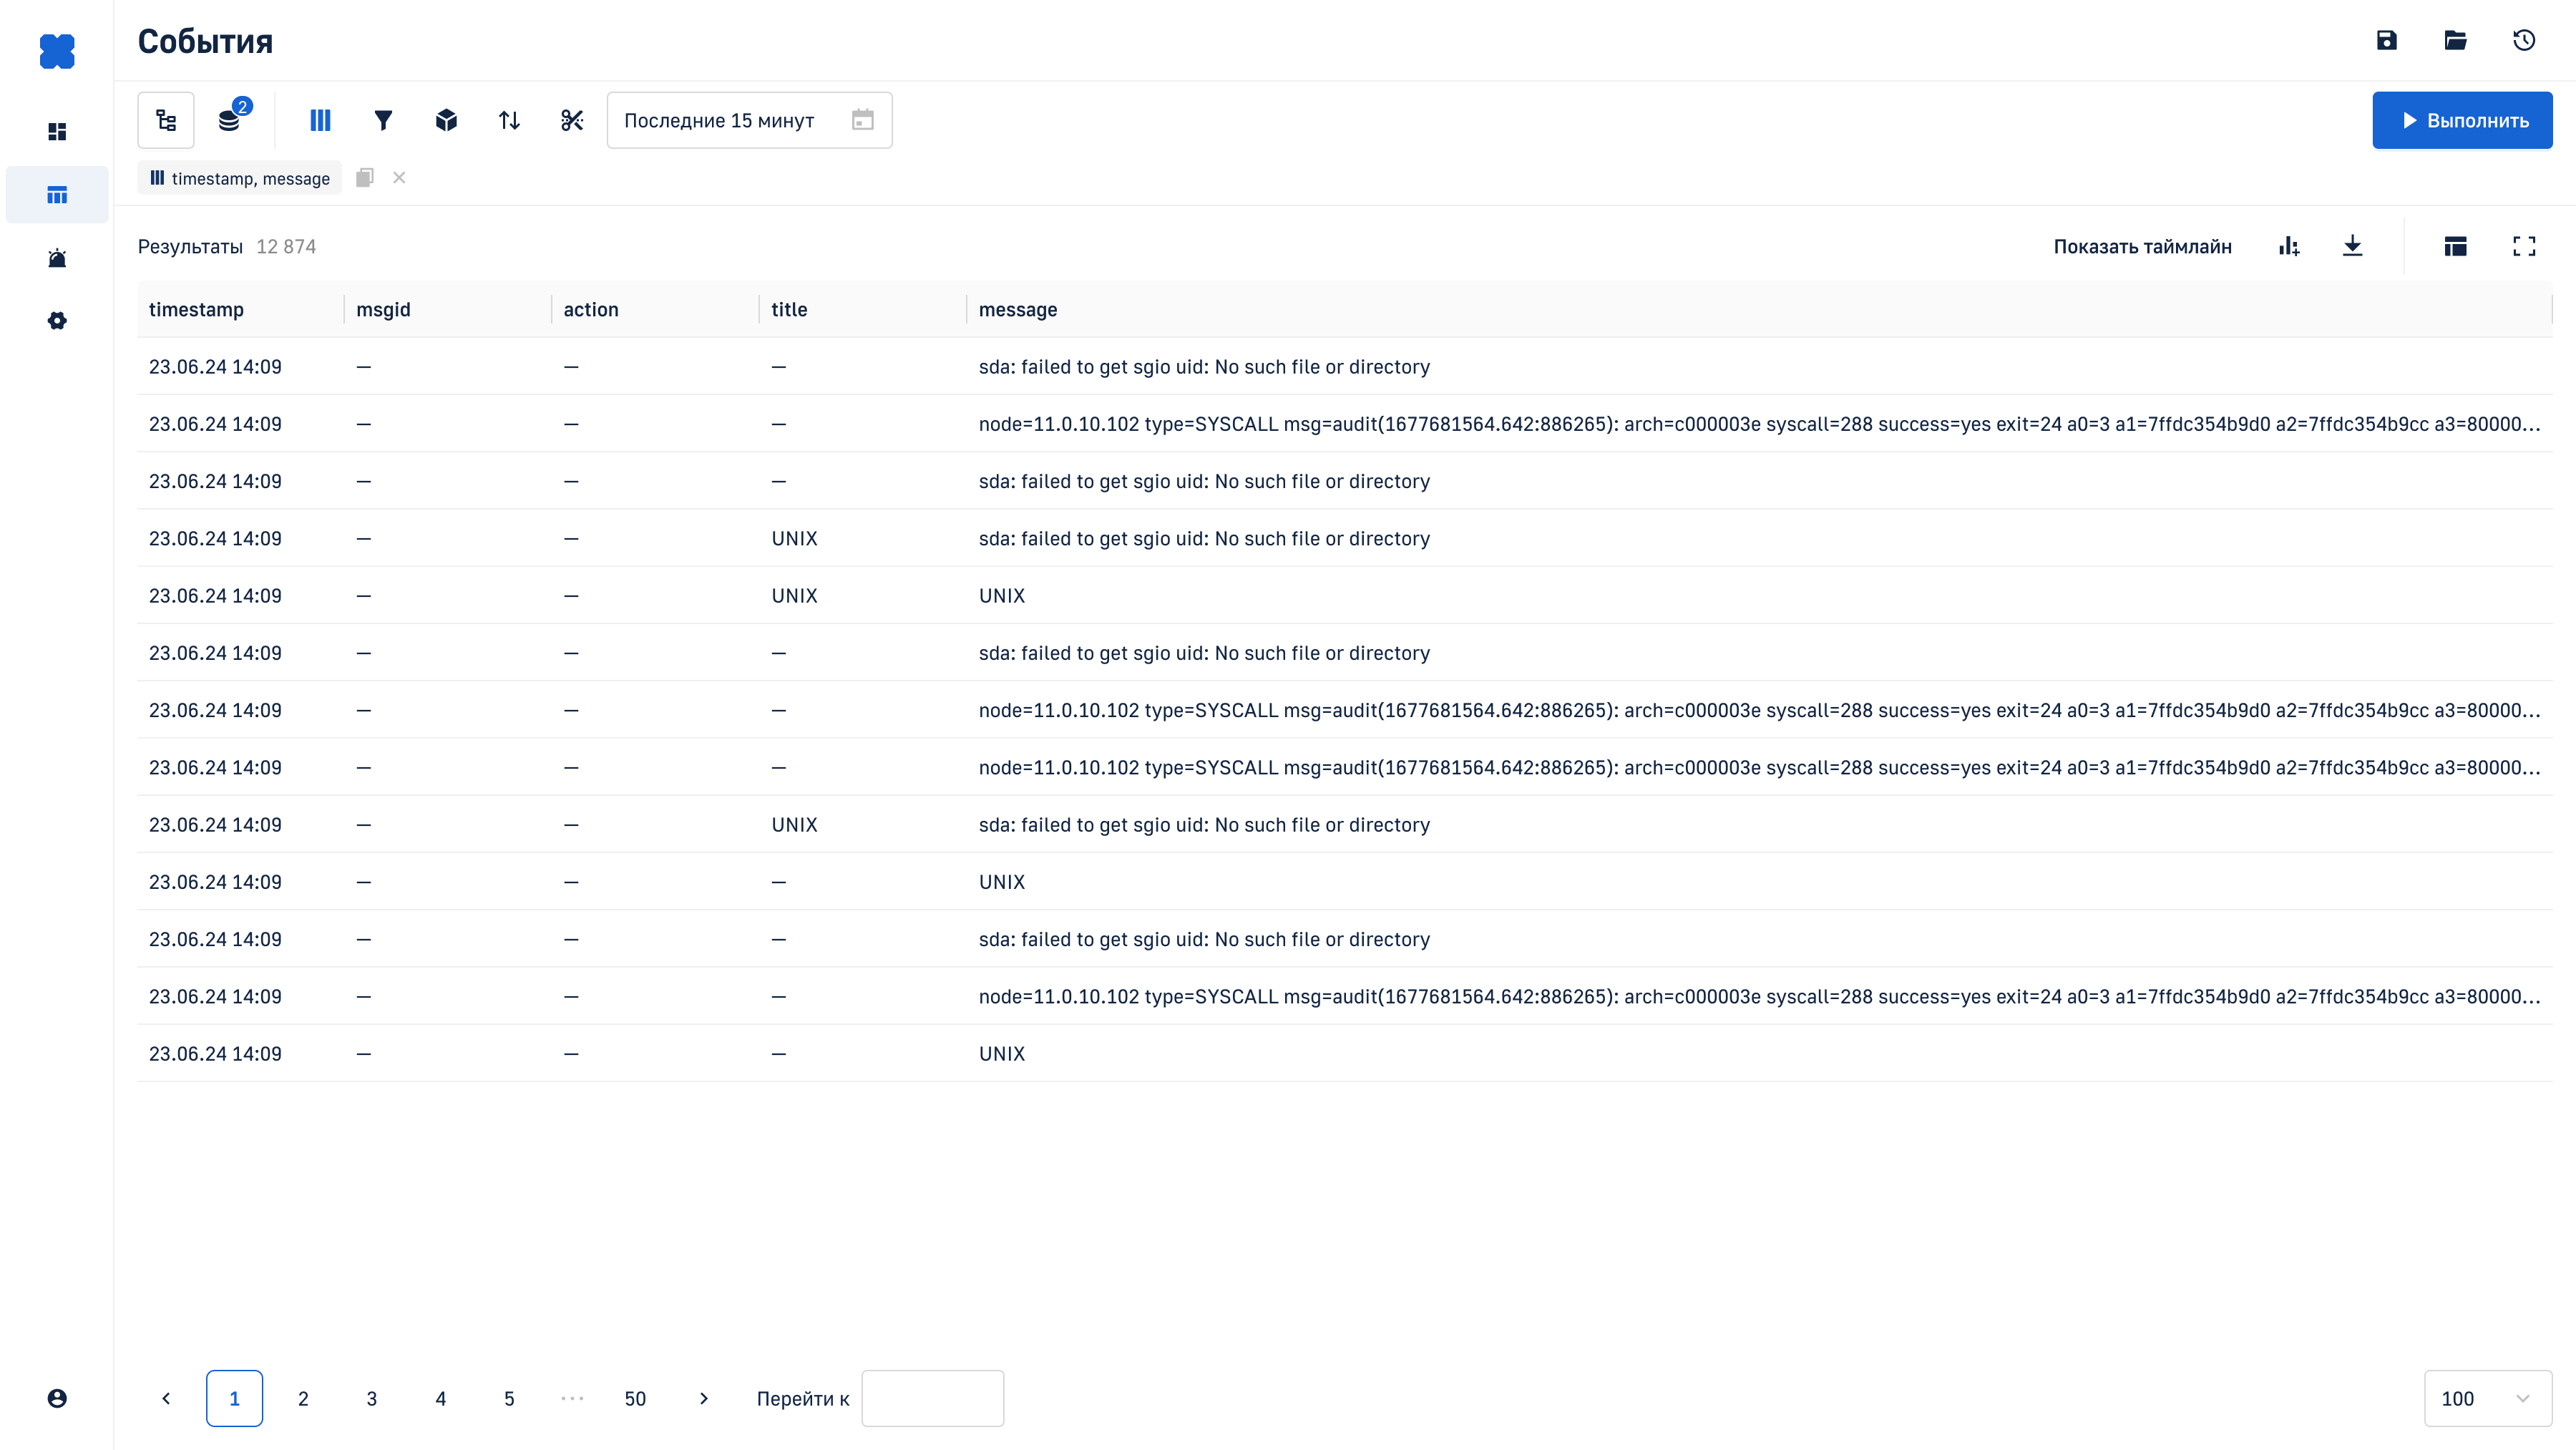 События
2
Последние 15 минут
Выполнить
timestamp, message
Результаты 12 874
Показать таймлайн
timestamp msgid action title message
23.06.24 14:09 — — — sda: failed to get sgio uid: No such file or directory
23.06.24 14:09 — — — node=11.0.10.102 type=SYSCALL msg=audit(1677681564.642:886265): arch=c000003e syscall=288 success=yes exit=24 a0=3 a1=7ffdc354b9d0 a2=7ffdc354b9cc a3=80000...
23.06.24 14:09 — — — sda: failed to get sgio uid: No such file or directory
23.06.24 14:09 — — UNIX sda: failed to get sgio uid: No such file or directory
23.06.24 14:09 — — UNIX UNIX
23.06.24 14:09 — — — sda: failed to get sgio uid: No such file or directory
23.06.24 14:09 — — — node=11.0.10.102 type=SYSCALL msg=audit(1677681564.642:886265): arch=c000003e syscall=288 success=yes exit=24 a0=3 a1=7ffdc354b9d0 a2=7ffdc354b9cc a3=80000...
23.06.24 14:09 — — — node=11.0.10.102 type=SYSCALL msg=audit(1677681564.642:886265): arch=c000003e syscall=288 success=yes exit=24 a0=3 a1=7ffdc354b9d0 a2=7ffdc354b9cc a3=80000...
23.06.24 14:09 — — UNIX sda: failed to get sgio uid: No such file or directory
23.06.24 14:09 — — — UNIX
23.06.24 14:09 — — — sda: failed to get sgio uid: No such file or directory
23.06.24 14:09 — — — node=11.0.10.102 type=SYSCALL msg=audit(1677681564.642:886265): arch=c000003e syscall=288 success=yes exit=24 a0=3 a1=7ffdc354b9d0 a2=7ffdc354b9cc a3=80000...
23.06.24 14:09 — — — UNIX
1 2 3 4 5 ··· 50 Перейти к 100